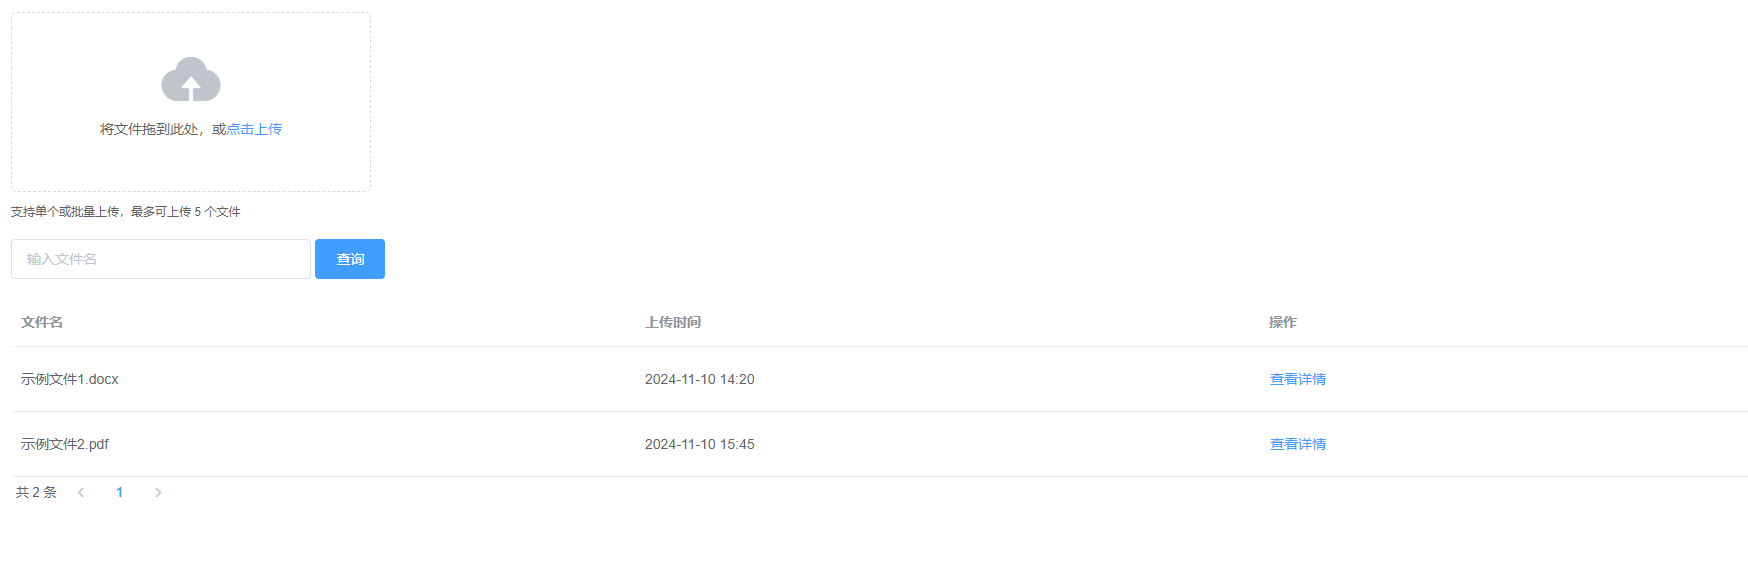 将文件拖到此处，或点击上传
支持单个或批量上传，最多可上传 5 个文件
输入文件名 查询
文件名 上传时间 操作
示例文件1.docx 2024-11-10 14:20 查看详情
示例文件2.pdf 2024-11-10 15:45 查看详情
共 2 条 1